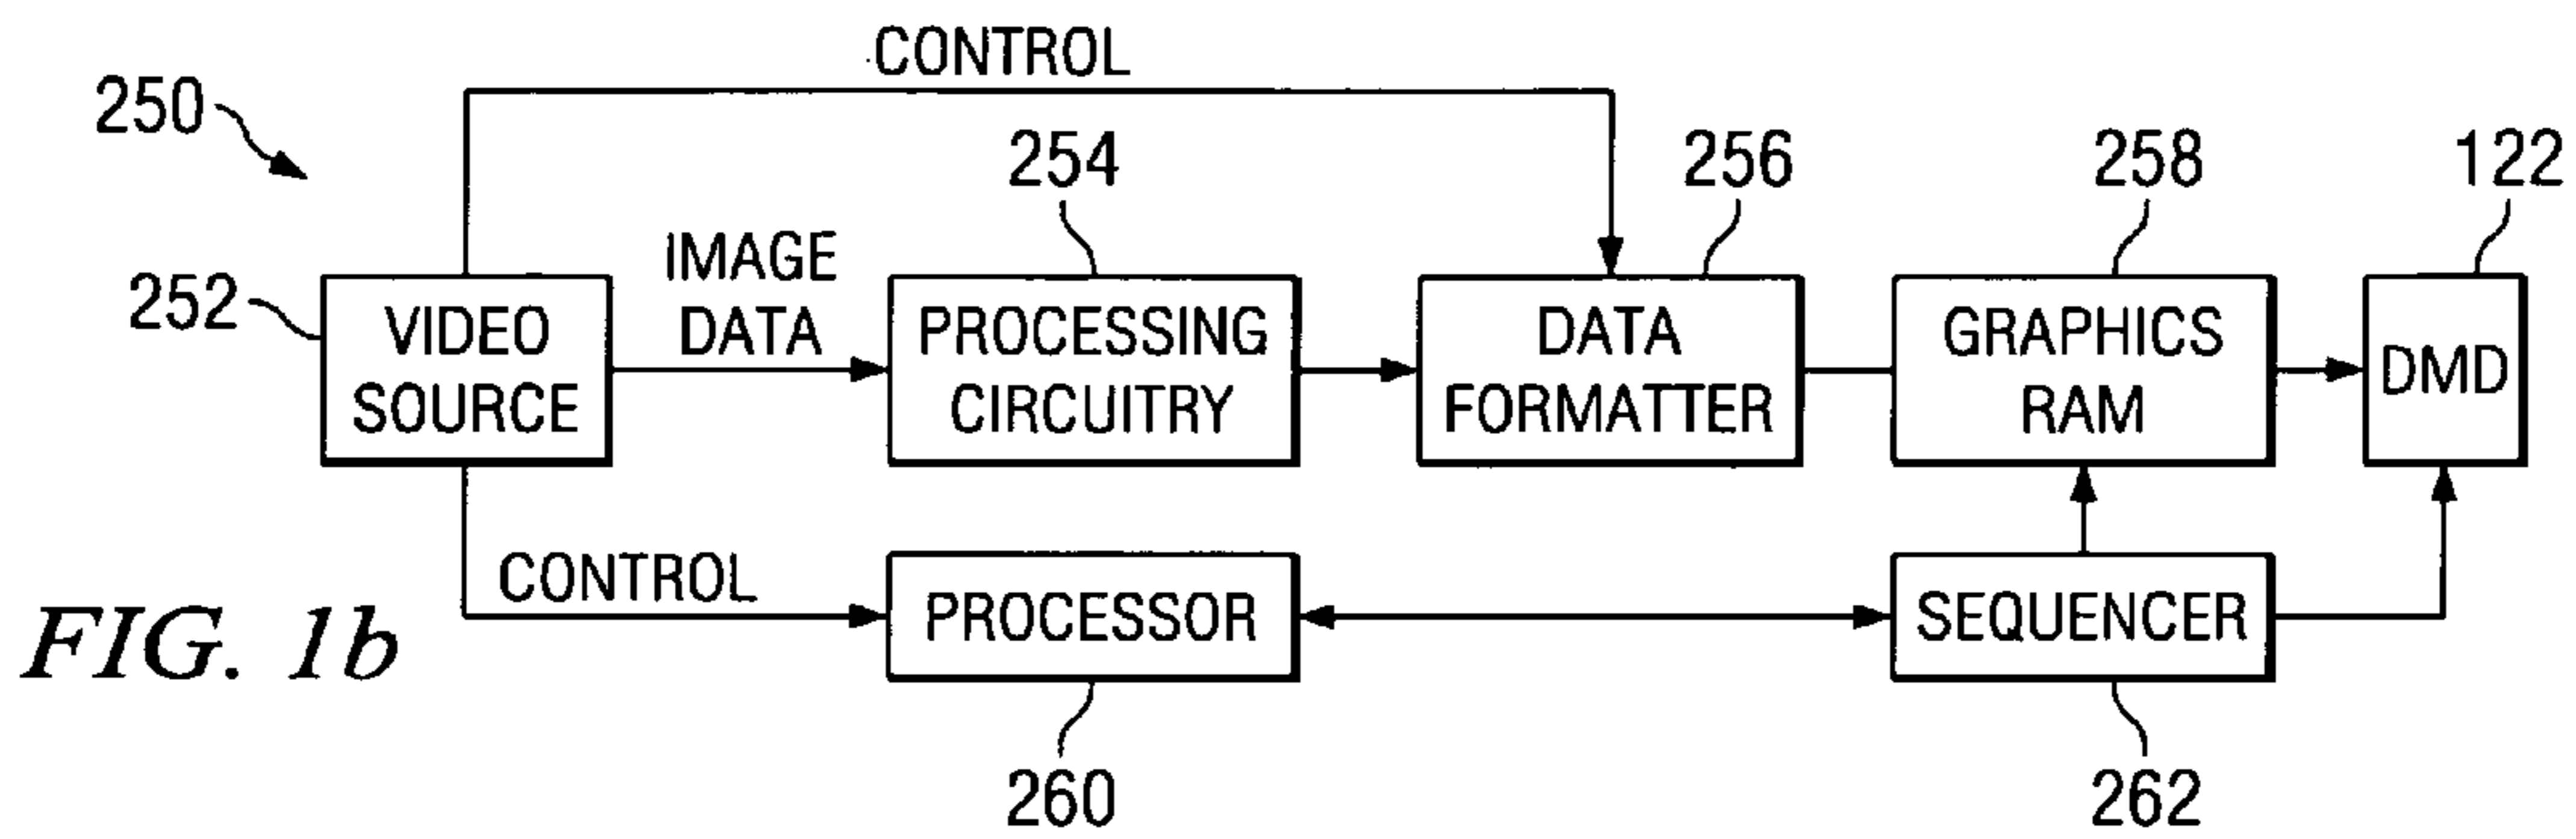 CONTROL
250
254
256
258
122
IMAGE
DATA
252
VIDEO
SOURCE
PROCESSING
CIRCUITRY
DATA
FORMATTER
GRAPHICS
RAM
DMD
CONTROL
PROCESSOR
SEQUENCER
FIG. 1b
260
262